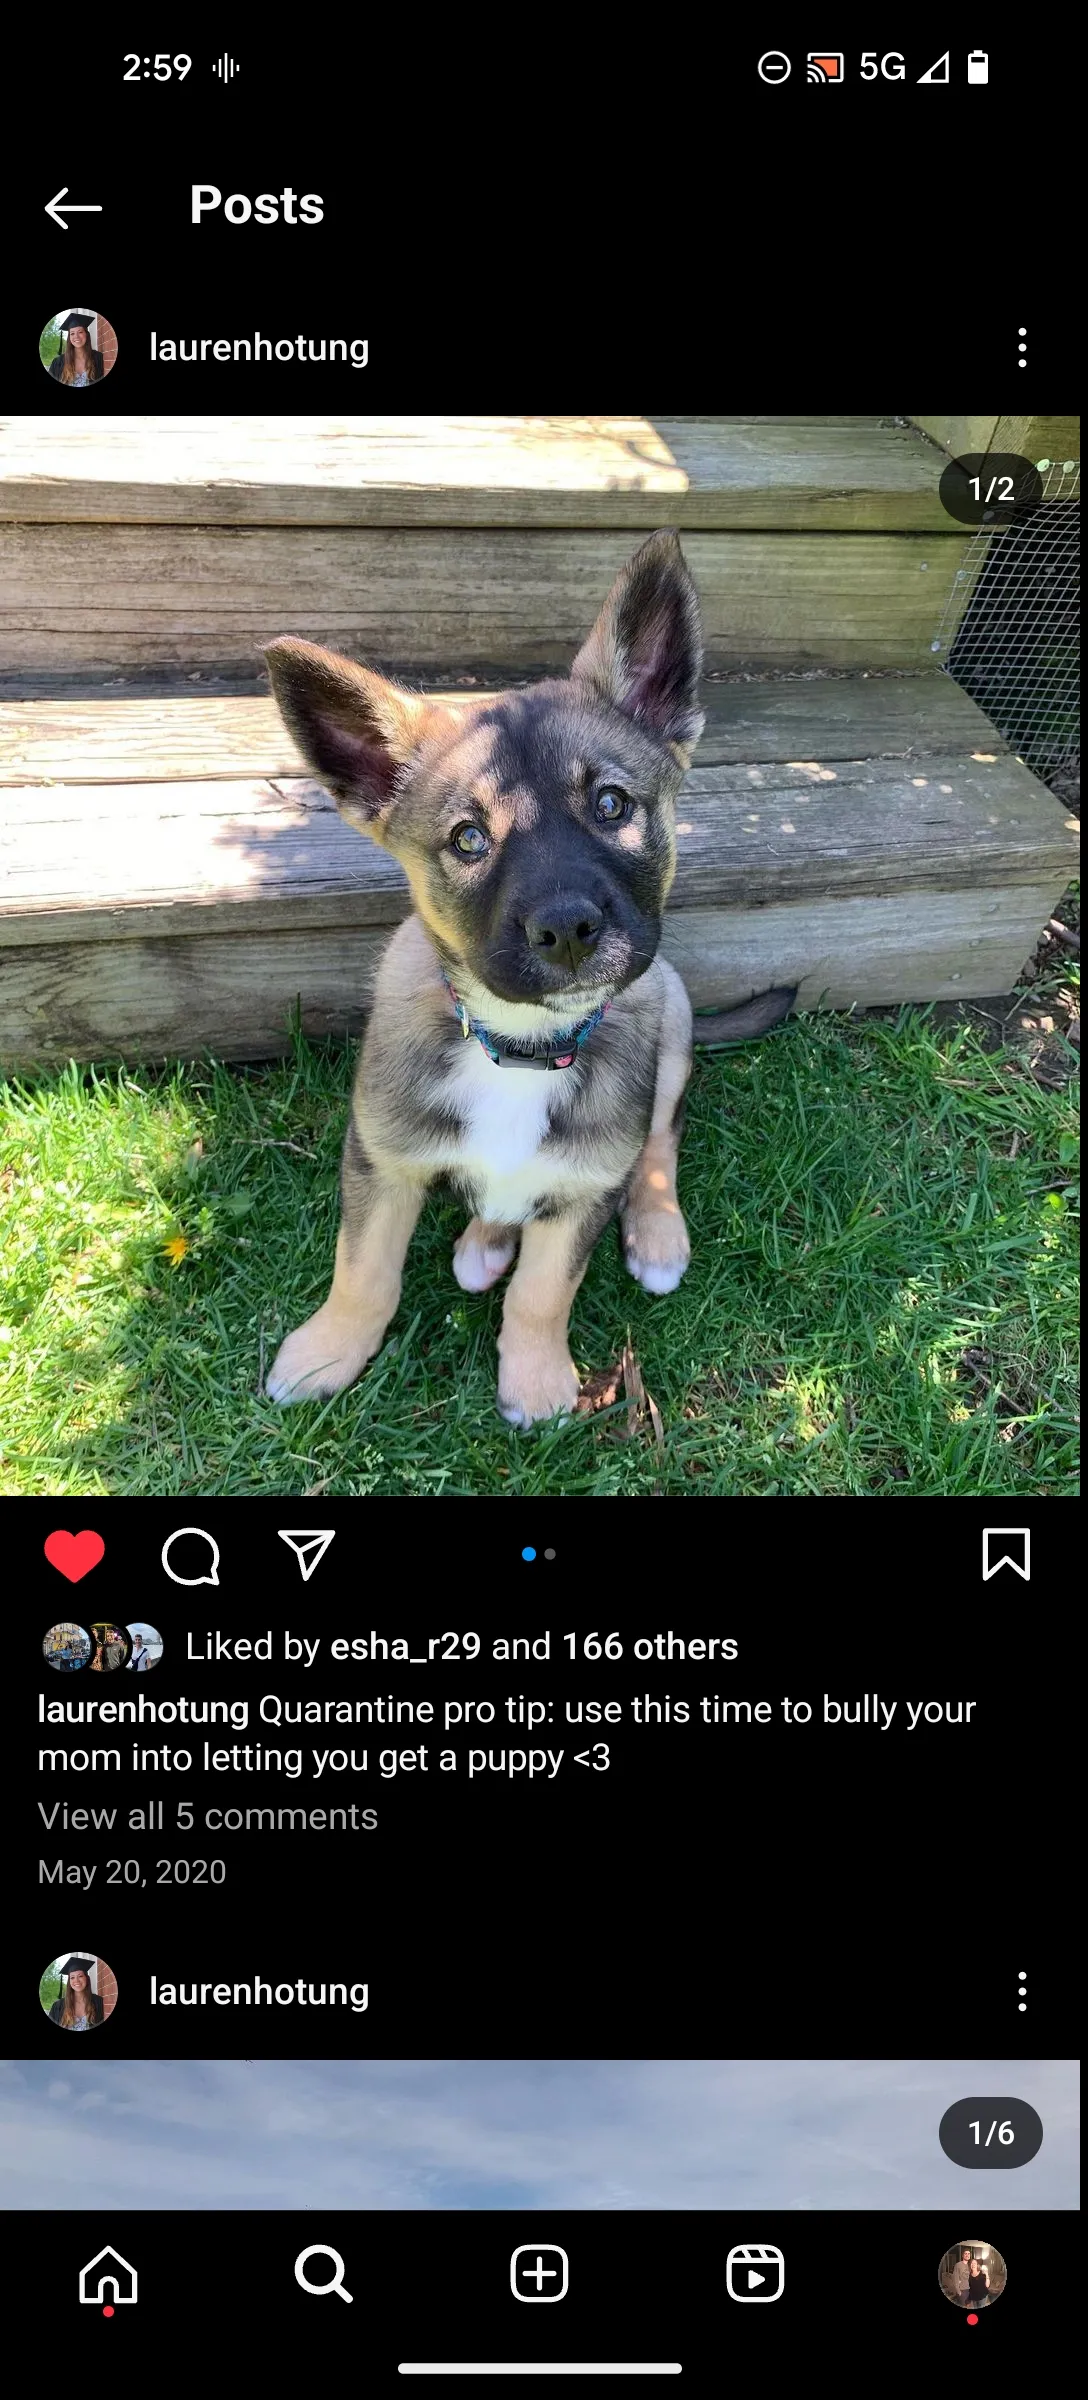 2:59 5G
Posts
laurenhotung
1/2
Liked by esha_r29 and 166 others
laurenhotung Quarantine pro tip: use this time to bully your
mom into letting you get a puppy <3
View all 5 comments
May 20, 2020
laurenhotung
1/6